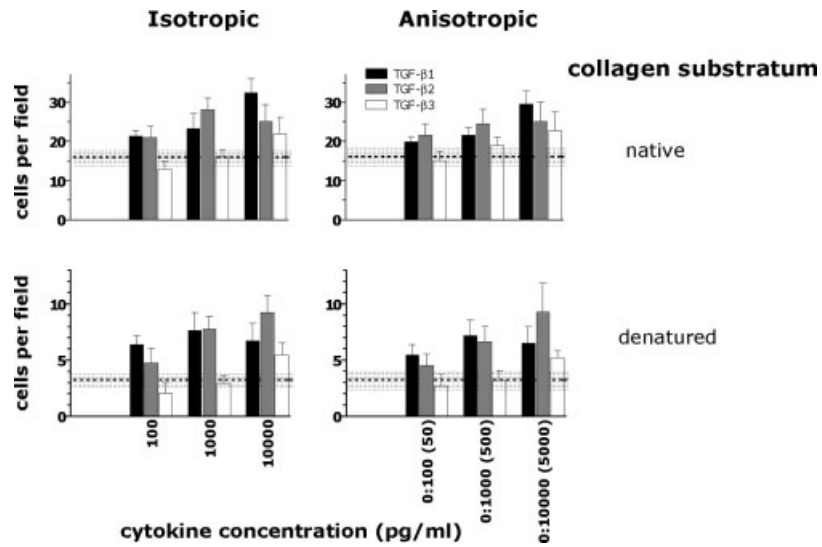 Isotropic
Anisotropic
collagen substratum
TGF-β1
TGF-β2
TGF-β3
cells per field
30
20
10
0
30
20
10
0
native
cells per field
10
5
0
10
5
0
denatured
100
1000
10000
0:100 (50)
0:1000 (500)
0:10000 (5000)
cytokine concentration (pg/ml)